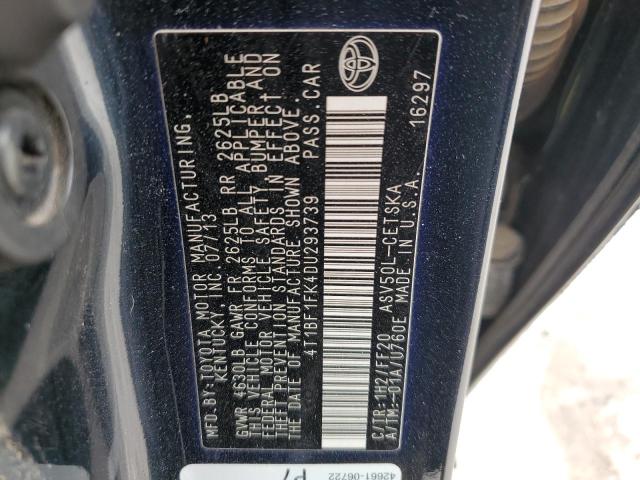 MFD. BY TOYOTA MOTOR MANUFACTURING,
KENTUCKY, INC. 07/13
GVWR 4630LB GAWR FR 2625LB RR 2625LB
THIS VEHICLE CONFORMS TO ALL APPLICABLE
FEDERAL MOTOR VEHICLE SAFETY, BUMPER AND
THEFT PREVENTION STANDARDS IN EFFECT ON
THE DATE OF MANUFACTURE SHOWN ABOVE.
4T1BF1FK4DU293739 PASS.CAR
C/TR:1H2/FF20 ASV50L-CETSKA 16297
A/TM:-01A/U760E MADE IN U.S.A.
42661-06722